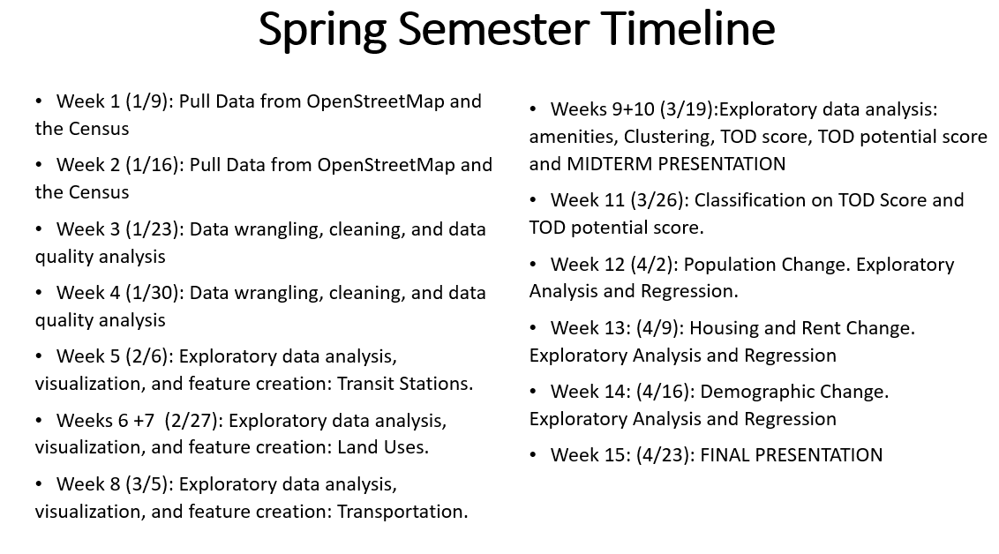 Spring Semester Timeline
• Week 1 (1/9): Pull Data from OpenStreetMap and
the Census
• Week 2 (1/16): Pull Data from OpenStreetMap and
the Census
• Week 3 (1/23): Data wrangling, cleaning, and data
quality analysis
• Week 4 (1/30): Data wrangling, cleaning, and data
quality analysis
• Week 5 (2/6): Exploratory data analysis,
visualization, and feature creation: Transit Stations.
• Weeks 6 +7  (2/27): Exploratory data analysis,
visualization, and feature creation: Land Uses.
• Week 8 (3/5): Exploratory data analysis,
visualization, and feature creation: Transportation.
• Weeks 9+10 (3/19):Exploratory data analysis:
amenities, Clustering, TOD score, TOD potential score
and MIDTERM PRESENTATION
• Week 11 (3/26): Classification on TOD Score and
TOD potential score.
• Week 12 (4/2): Population Change. Exploratory
Analysis and Regression.
• Week 13: (4/9): Housing and Rent Change.
Exploratory Analysis and Regression
• Week 14: (4/16): Demographic Change.
Exploratory Analysis and Regression
• Week 15: (4/23): FINAL PRESENTATION